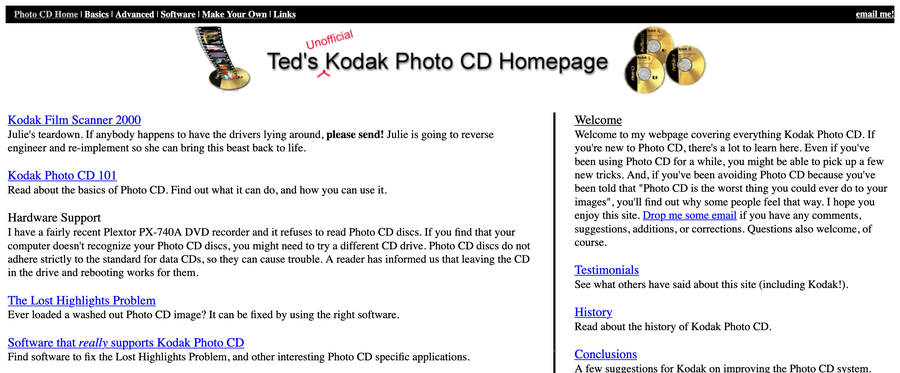 Photo CD Home | Basics | Advanced | Software | Make Your Own | Links
email me!
Unofficial
Ted's Kodak Photo CD Homepage
Kodak Film Scanner 2000
Julie's teardown. If anybody happens to have the drivers lying around, please send! Julie is going to reverse
engineer and re-implement so she can bring this beast back to life.
Kodak Photo CD 101
Read about the basics of Photo CD. Find out what it can do, and how you can use it.
Hardware Support
I have a fairly recent Plextor PX-740A DVD recorder and it refuses to read Photo CD discs. If you find that your
computer doesn't recognize your Photo CD discs, you might need to try a different CD drive. Photo CD discs do not
adhere strictly to the standard for data CDs, so they can cause trouble. A reader has informed us that leaving the CD
in the drive and rebooting works for them.
The Lost Highlights Problem
Ever loaded a washed out Photo CD image? It can be fixed by using the right software.
Software that really supports Kodak Photo CD
Find software to fix the Lost Highlights Problem, and other interesting Photo CD specific applications.
Welcome
Welcome to my webpage covering everything Kodak Photo CD. If
you're new to Photo CD, there's a lot to learn here. Even if you've
been using Photo CD for a while, you might be able to pick up a few
new tricks. And, if you've been avoiding Photo CD because you've
been told that "Photo CD is the worst thing you could ever do to your
images", you'll find out why some people feel that way. I hope you
enjoy this site. Drop me some email if you have any comments,
suggestions, additions, or corrections. Questions also welcome, of
course.
Testimonials
See what others have said about this site (including Kodak!).
History
Read about the history of Kodak Photo CD.
Conclusions
A few suggestions for Kodak on improving the Photo CD system.